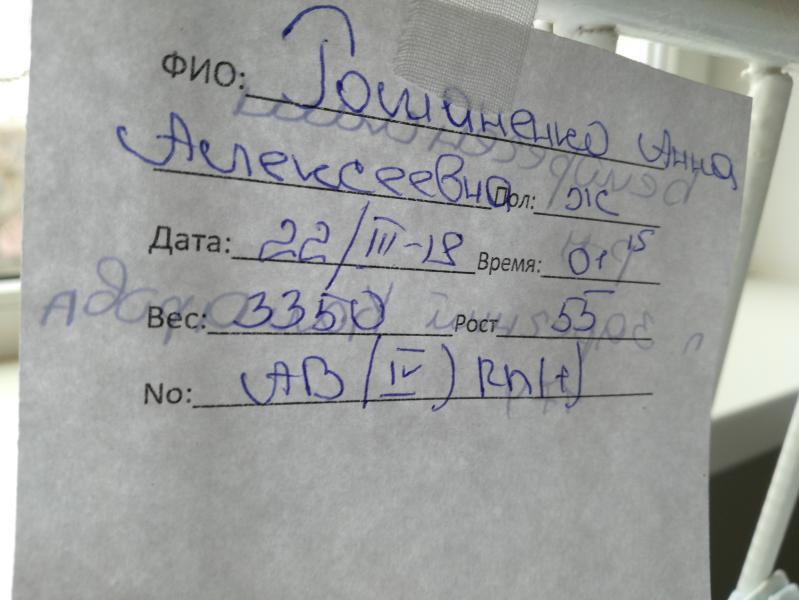 ФИО: Анна
Алексеевна Пол: Ж
Дата: 22/III-18 Время: 01 15
Вес: 3350 Рост 55
No: AB (IV) Rh(+)